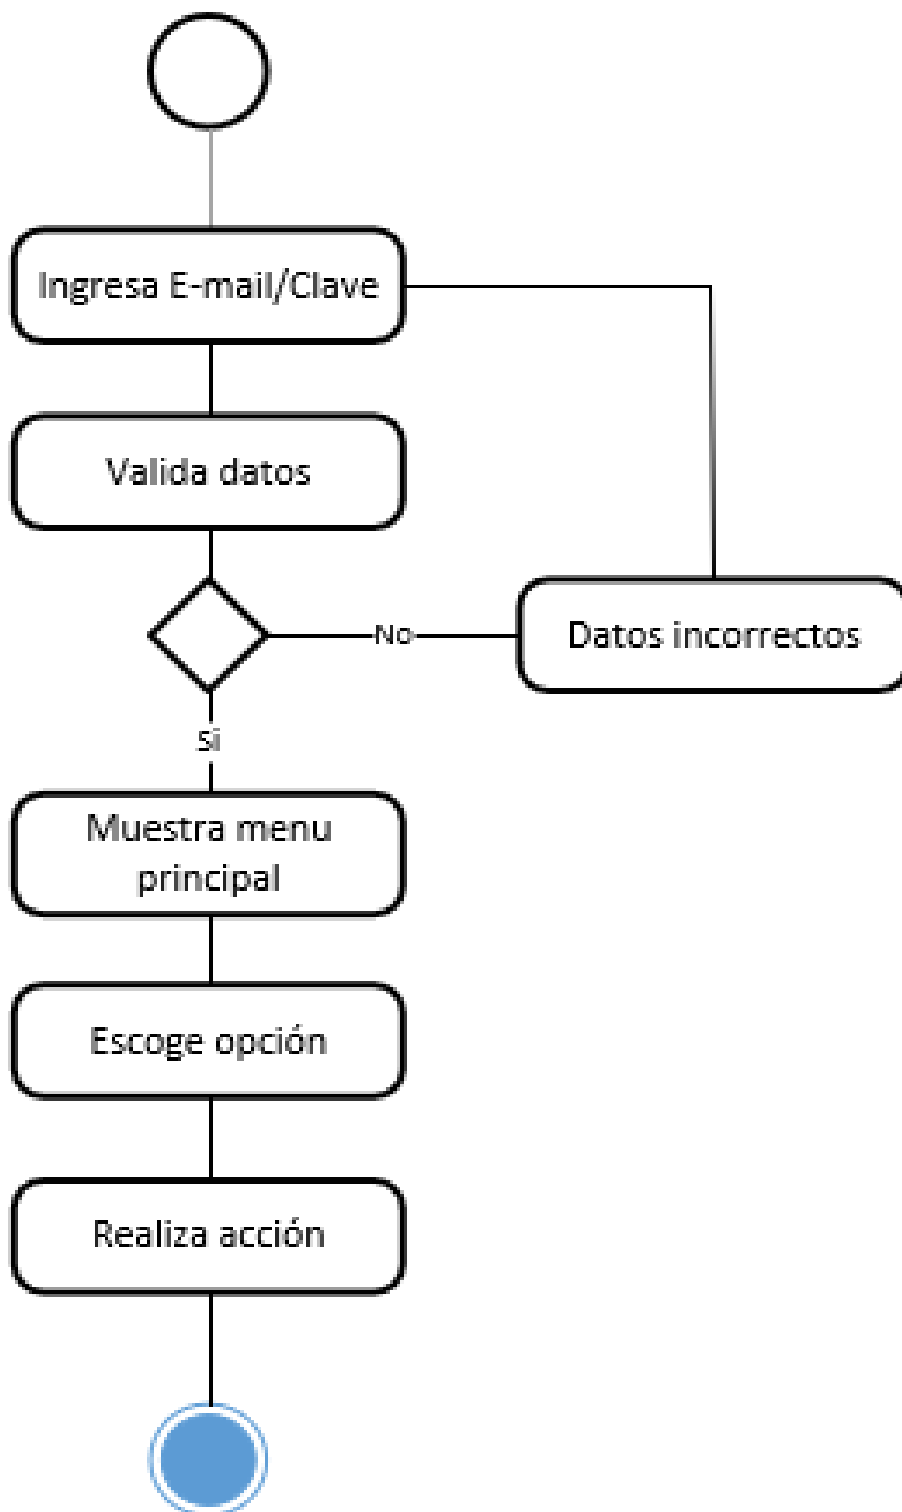 Ingresa E-mail/Clave
Valida datos
No
Datos incorrectos
Si
Muestra menu
principal
Escoge opción
Realiza acción